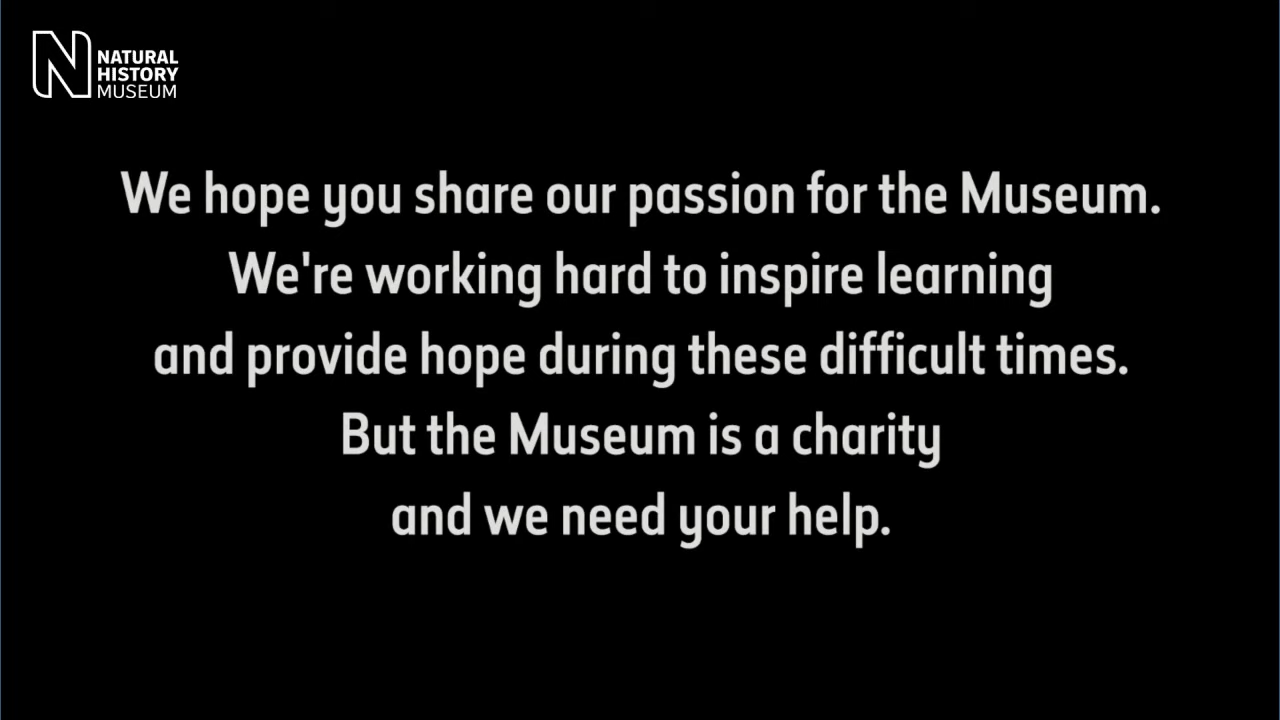 N NATURAL
HISTORY
MUSEUM
We hope you share our passion for the Museum.
We're working hard to inspire learning
and provide hope during these difficult times.
But the Museum is a charity
and we need your help.